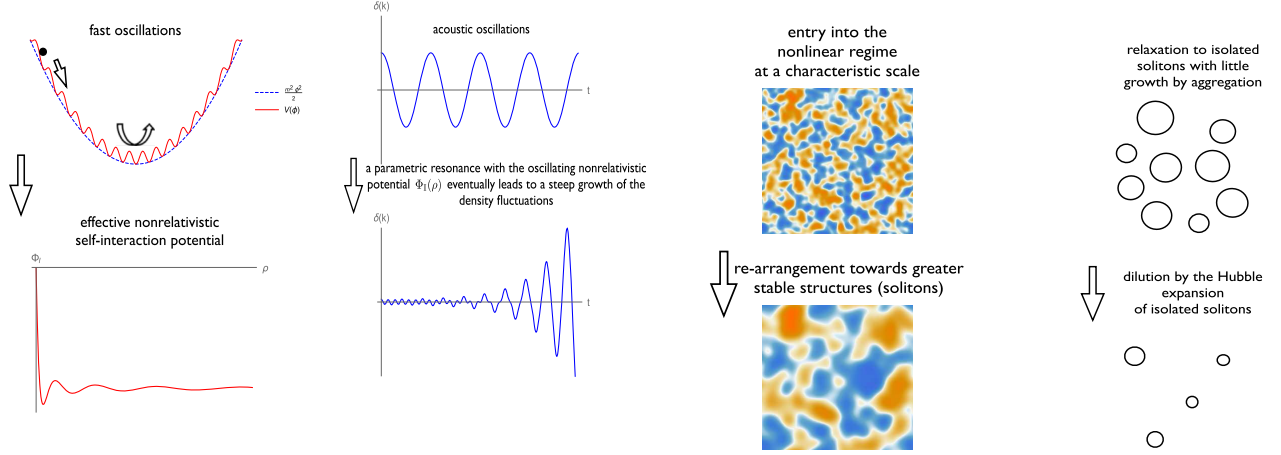 fast oscillations
m² ϕ²
2
V(ϕ)
effective nonrelativistic
self-interaction potential
Φ_I
ρ
δ(k)
acoustic oscillations
t
a parametric resonance with the oscillating nonrelativistic
potential Φ_I(ρ) eventually leads to a steep growth of the
density fluctuations
δ(k)
t
entry into the
nonlinear regime
at a characteristic scale
re-arrangement towards greater
stable structures (solitons)
relaxation to isolated
solitons with little
growth by aggregation
dilution by the Hubble
expansion
of isolated solitons